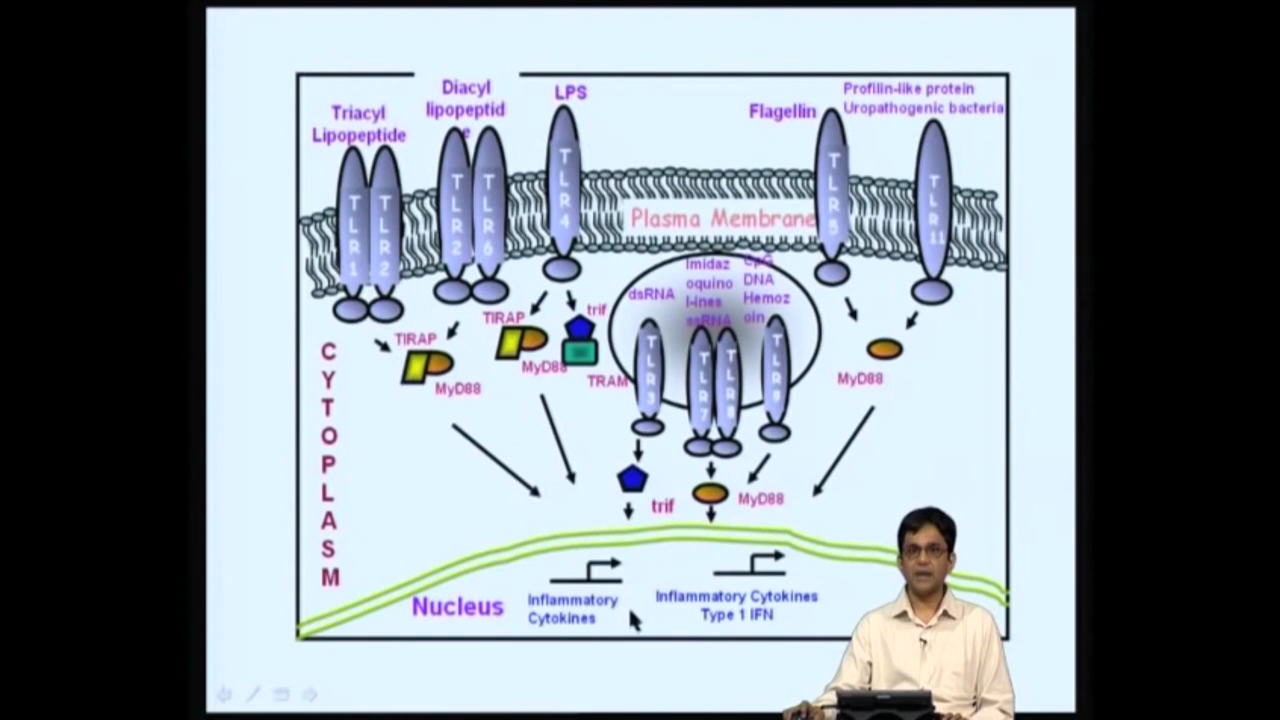 Triacyl
Lipopeptide
Diacyl
lipopeptid
e
LPS
Flagellin
Profilin-like protein
Uropathogenic bacteria
TLR1
TLR2
TLR2
TLR6
TLR4
Plasma Membrane
TLR5
TLR11
dsRNA
Imidaz
oquino
l-ines
ssRNA
CpG
DNA
Hemoz
oin
TLR3
TLR7
TLR8
TLR9
TIRAP
MyD88
TIRAP
MyD88
trif
TRAM
MyD88
trif
MyD88
CYTOPLASM
Nucleus
Inflammatory
Cytokines
Inflammatory Cytokines
Type 1 IFN